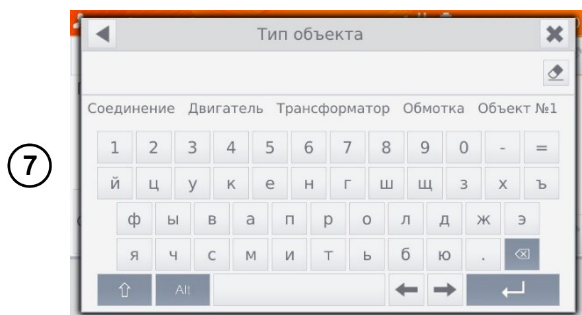 Тип объекта
Соединение Двигатель Трансформатор Обмотка Объект №1
1 2 3 4 5 6 7 8 9 0 - =
7
й ц у к е н г ш щ з х ъ
ф ы в а п р о л д ж э
я ч с м и т ь б ю .
Alt